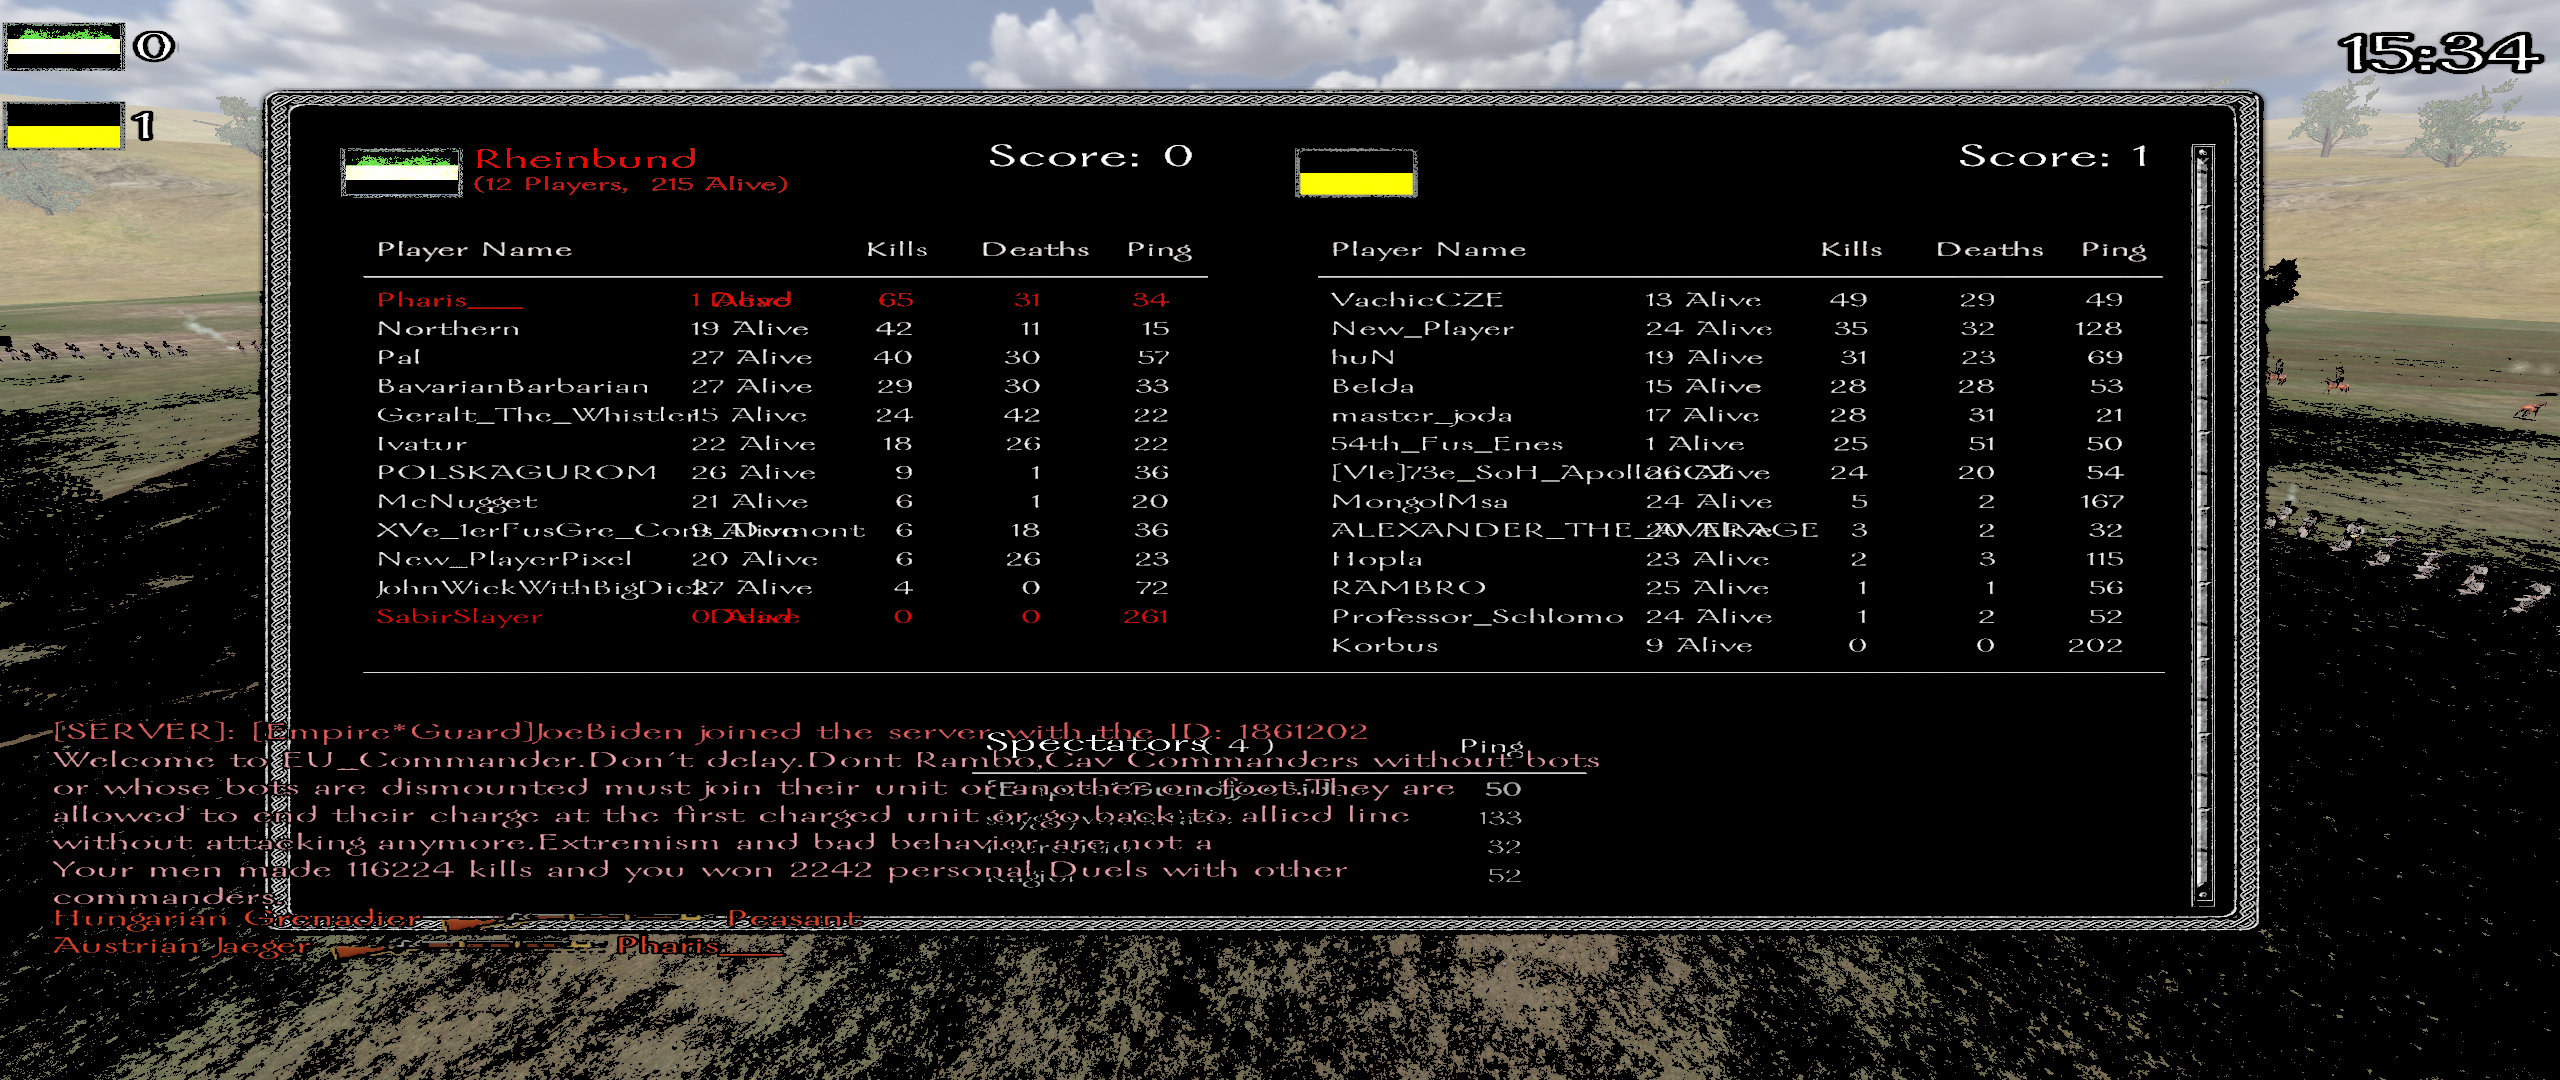 0
15:34
1
Rheinbund
(12 Players, 215 Alive)
Score: 0
Score: 1
Player Name Kills Deaths Ping
Pharis___ 1 65 31 34
Northern 19 Alive 42 11 15
Pal 27 Alive 40 30 57
BavarianBarbarian 27 Alive 29 30 33
Geralt_The_Whistler 15 Alive 24 42 22
Ivatur 22 Alive 18 26 22
POLSKAGUROM 26 Alive 9 1 36
McNugget 21 Alive 6 1 20
XVe_1erFusGre_Cons_Domont 9 Alive 6 18 36
New_PlayerPixel 20 Alive 6 26 23
JohnWickWithBigDick 27 Alive 4 0 72
SabirSlayer 0 0 0 261
Player Name Kills Deaths Ping
VachicCZE 13 Alive 49 29 49
New_Player 24 Alive 35 32 128
huN 19 Alive 31 23 69
Belda 15 Alive 28 28 53
master_joda 17 Alive 28 31 21
54th_Fus_Enes 1 Alive 25 51 50
26 Alive 24 20 54
MongolMsa 24 Alive 5 2 167
ALEXANDER_THE_AVERAGE 20 Alive 3 2 32
Hopla 23 Alive 2 3 115
RAMBRO 25 Alive 1 1 56
Professor_Schlomo 24 Alive 1 2 52
Korbus 9 Alive 0 0 202
Spectators ( 4 ) Ping
50
133
32
52
[SERVER]: [Empire*Guard]JoeBiden joined the server with the ID: 1861202
Welcome to EU_Commander.Don't delay.Dont Rambo,Cav Commanders without bots
or whose bots are dismounted must join their unit or another on foot.They are
allowed to end their charge at the first charged unit or go back to allied line
without attacking anymore.Extremism and bad behavior are not a
Your men made 116224 kills and you won 2242 personal Duels with other
commanders
Hungarian Grenadier Peasant
Austrian Jaeger Pharis___